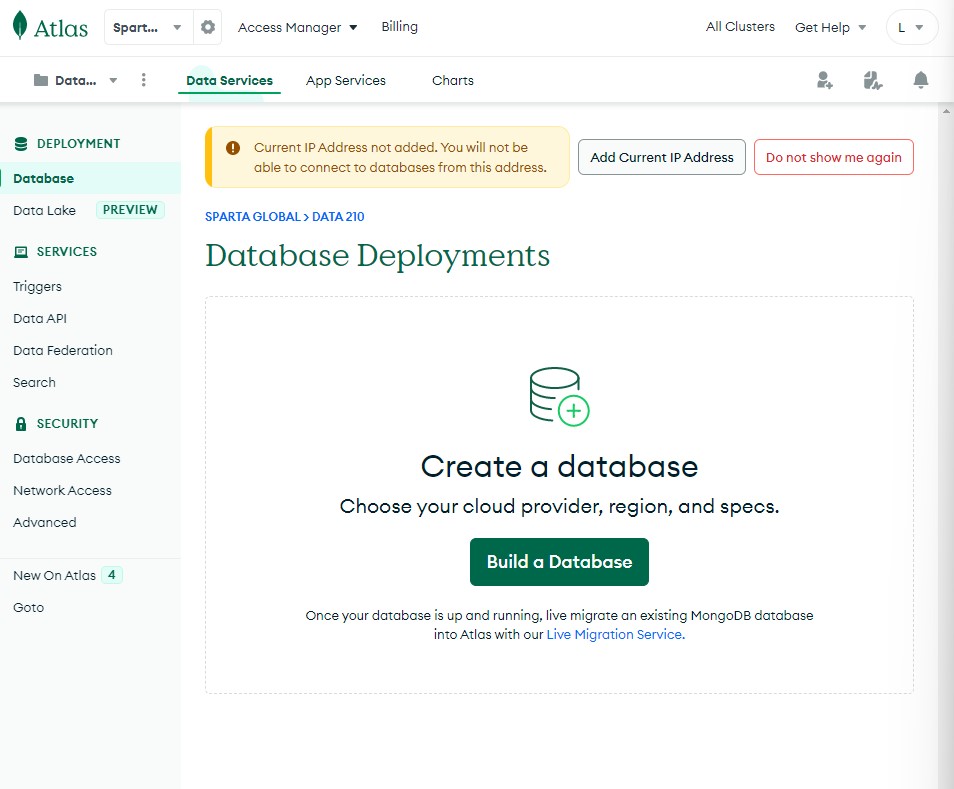 Atlas
Spart...
Access Manager
Billing
All Clusters
Get Help
L
Data...
Data Services
App Services
Charts
DEPLOYMENT
Database
Data Lake PREVIEW
SERVICES
Triggers
Data API
Data Federation
Search
SECURITY
Database Access
Network Access
Advanced
New On Atlas 4
Goto
Current IP Address not added. You will not be
able to connect to databases from this address.
Add Current IP Address
Do not show me again
SPARTA GLOBAL > DATA 210
Database Deployments
Create a database
Choose your cloud provider, region, and specs.
Build a Database
Once your database is up and running, live migrate an existing MongoDB database
into Atlas with our Live Migration Service.